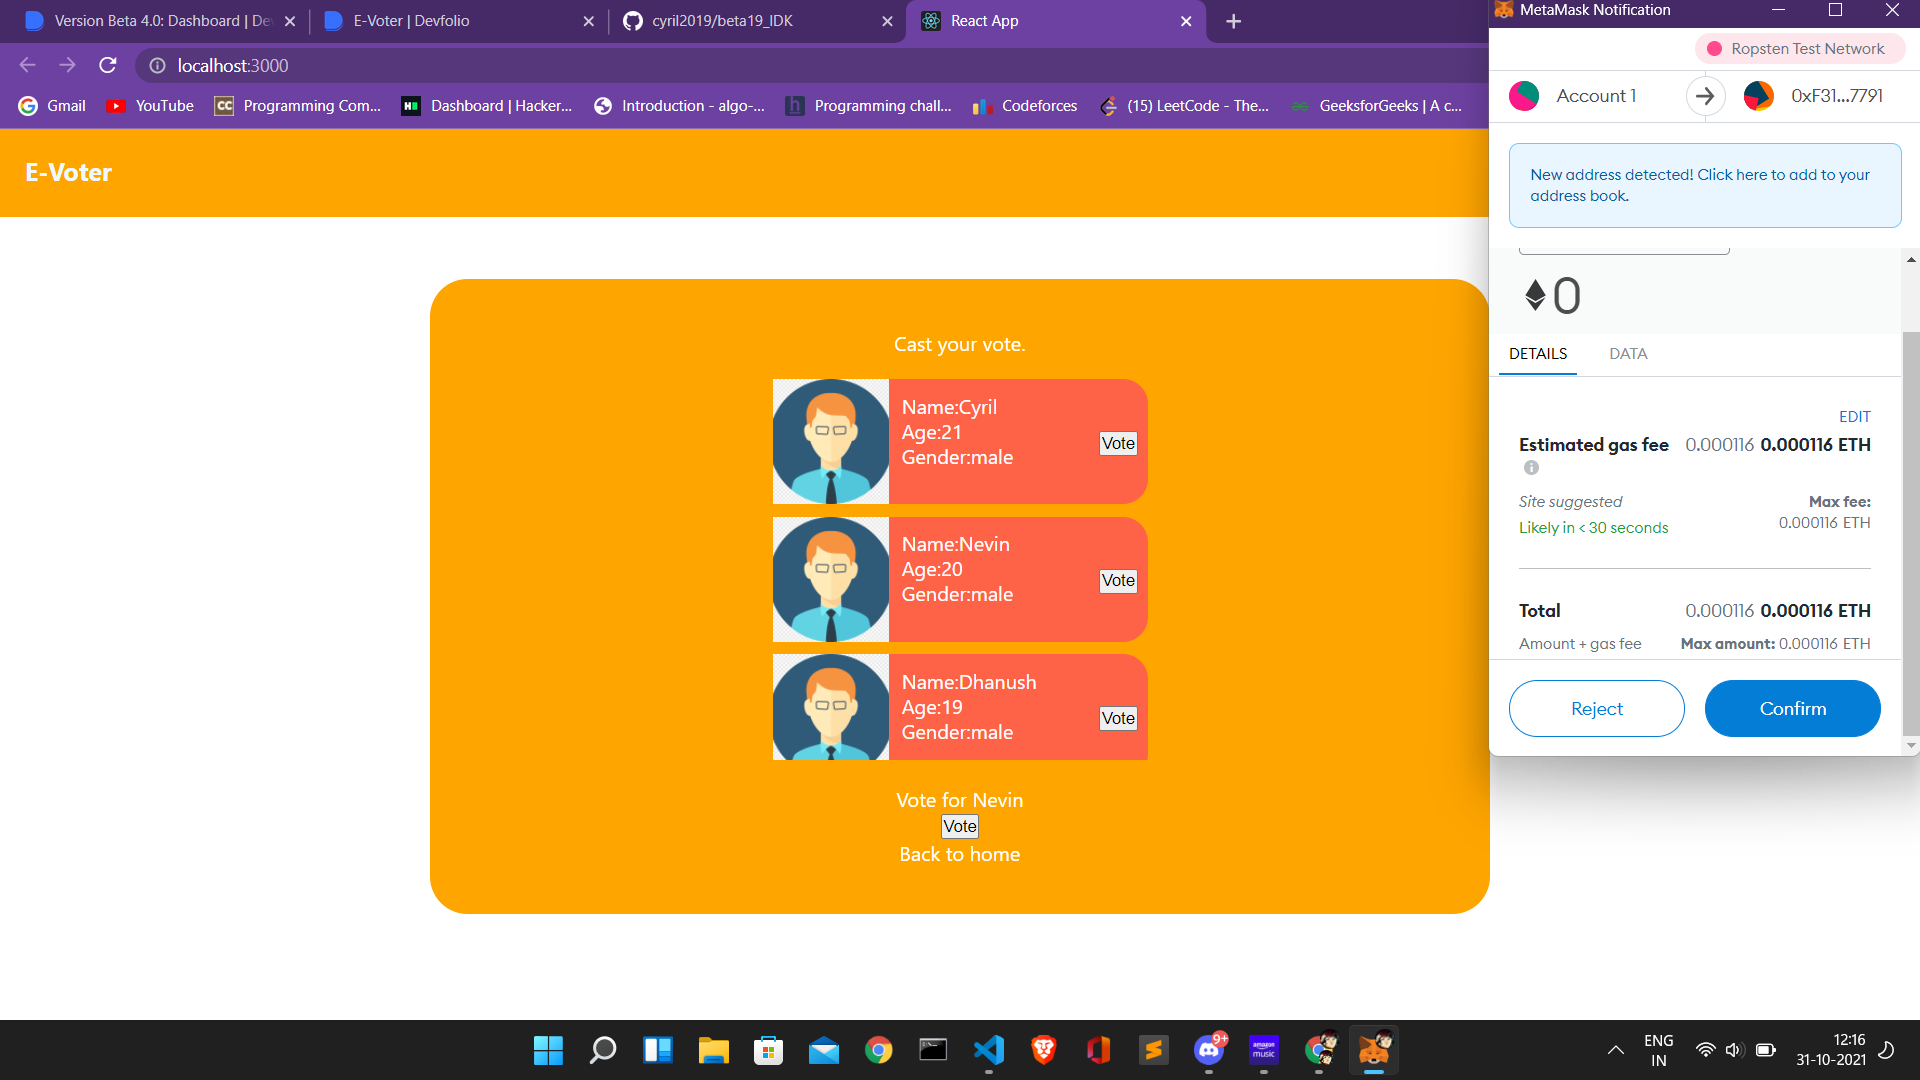 Version Beta 4.0: Dashboard | Dev
E-Voter | Devfolio
cyril2019/beta19_IDK
React App
MetaMask Notification
localhost:3000
Gmail
YouTube
CC
Programming Com...
Dashboard | Hacker...
Introduction - algo-...
Programming chall...
Codeforces
(15) LeetCode - The...
GeeksforGeeks | A c...
Ropsten Test Network
Account 1
0xF31...7791
New address detected! Click here to add to your
address book.
E-Voter
0
DETAILS
DATA
EDIT
Estimated gas fee 0.000116 0.000116 ETH
Site suggested
Max fee:
Likely in < 30 seconds
0.000116 ETH
Total 0.000116 0.000116 ETH
Amount + gas fee Max amount: 0.000116 ETH
Reject
Confirm
Cast your vote.
Name:Cyril
Age:21
Gender:male
Vote
Name:Nevin
Age:20
Gender:male
Vote
Name:Dhanush
Age:19
Gender:male
Vote
Vote for Nevin
Vote
Back to home
9+
amazon
music
ENG
IN
12:16
31-10-2021